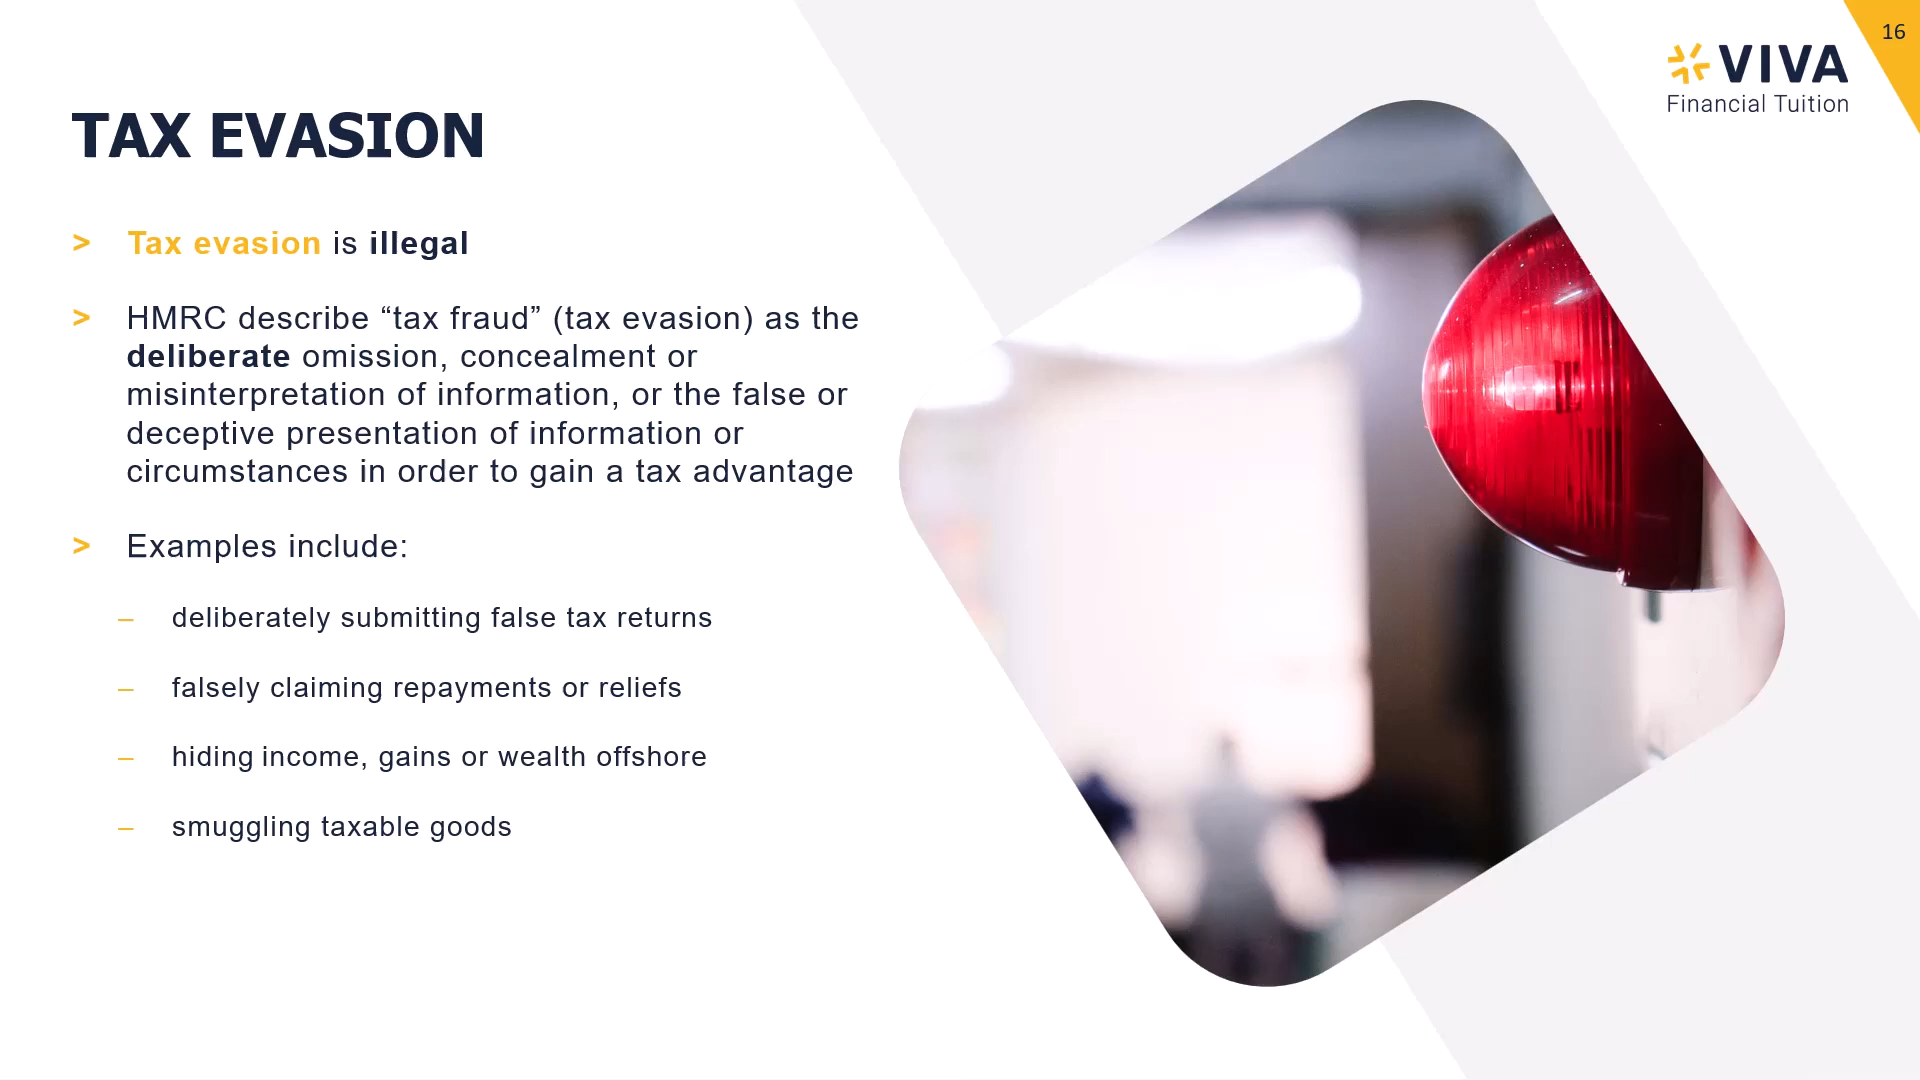 16
VIVA
Financial Tuition
TAX EVASION
> Tax evasion is illegal
> HMRC describe “tax fraud” (tax evasion) as the
deliberate omission, concealment or
misinterpretation of information, or the false or
deceptive presentation of information or
circumstances in order to gain a tax advantage
> Examples include:
– deliberately submitting false tax returns
– falsely claiming repayments or reliefs
– hiding income, gains or wealth offshore
– smuggling taxable goods